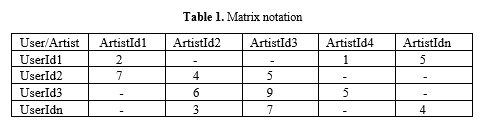 Table 1. Matrix notation
User/Artist ArtistId1 ArtistId2 ArtistId3 ArtistId4 ArtistIdn
UserId1 2 - - 1 5
UserId2 7 4 5 - -
UserId3 - 6 9 5 -
UserIdn - 3 7 - 4